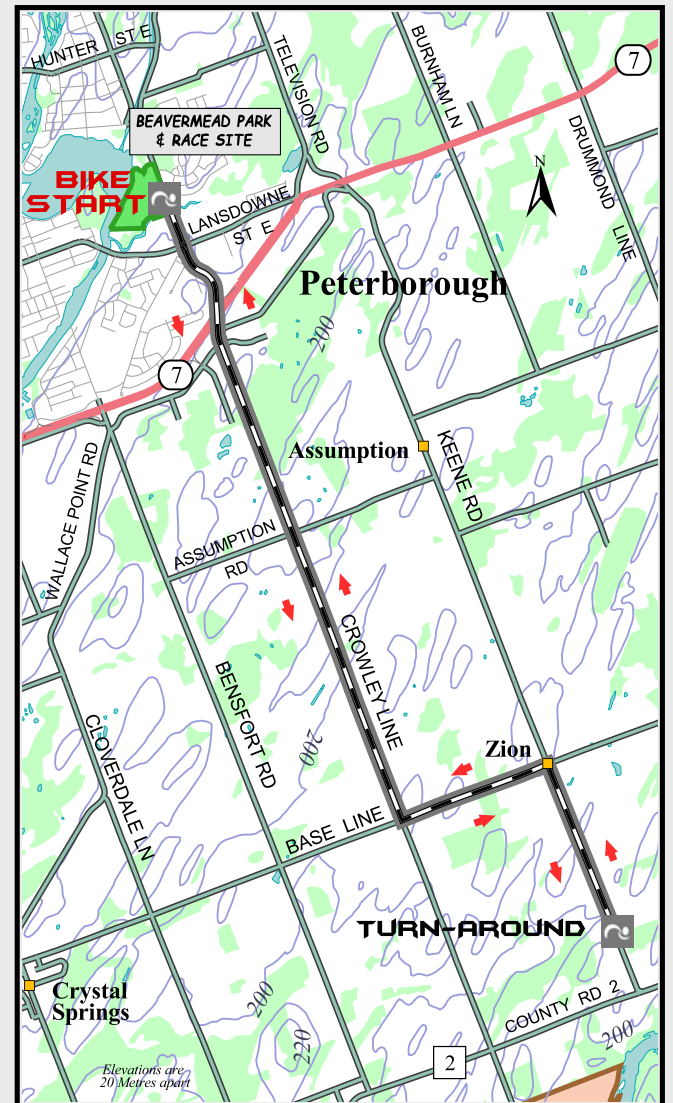 HUNTER ST E
TELEVISION RD
BURNHAM LN
7
BEAVERMEAD PARK
& RACE SITE
DRUMMOND LINE
N
BIKE
START
LANSDOWNE
ST E
Peterborough
200
7
Assumption
KEENE RD
WALLACE POINT RD
ASSUMPTION
RD
CROWLEY LINE
BENSFORT RD
200
CLOVERDALE LN
Zion
BASE LINE
TURN-AROUND
Crystal
Springs
200
220
COUNTY RD 2
200
2
Elevations are
20 Metres apart